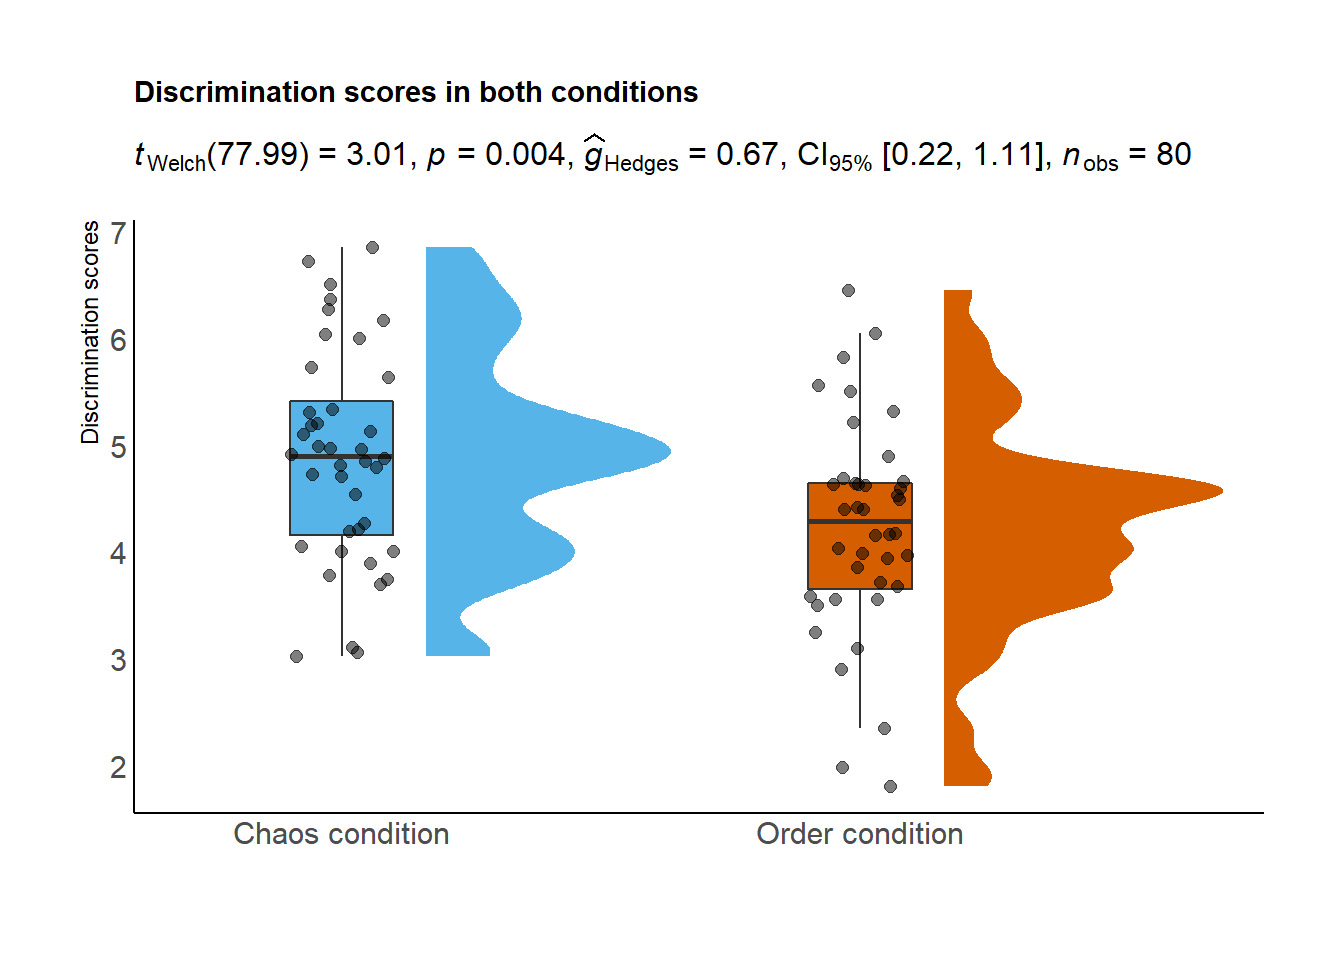 Discrimination scores in both conditions
tWelch(77.99) = 3.01, p = 0.004, ĝHedges = 0.67, CI95% [0.22, 1.11], nobs = 80
Discrimination scores
7
6
5
4
3
2
Chaos condition
Order condition